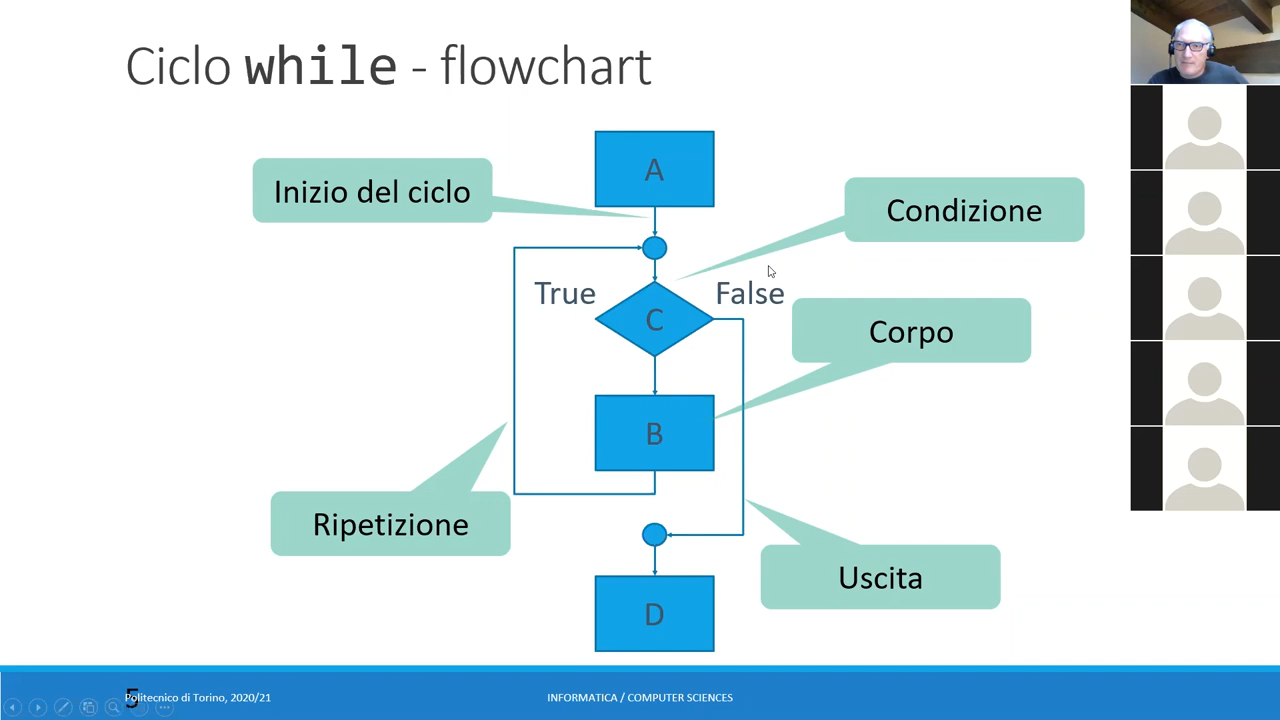 Ciclo while - flowchart
A
Inizio del ciclo
Condizione
True
False
C
Corpo
B
Ripetizione
Uscita
D
5
Politecnico di Torino, 2020/21
INFORMATICA / COMPUTER SCIENCES